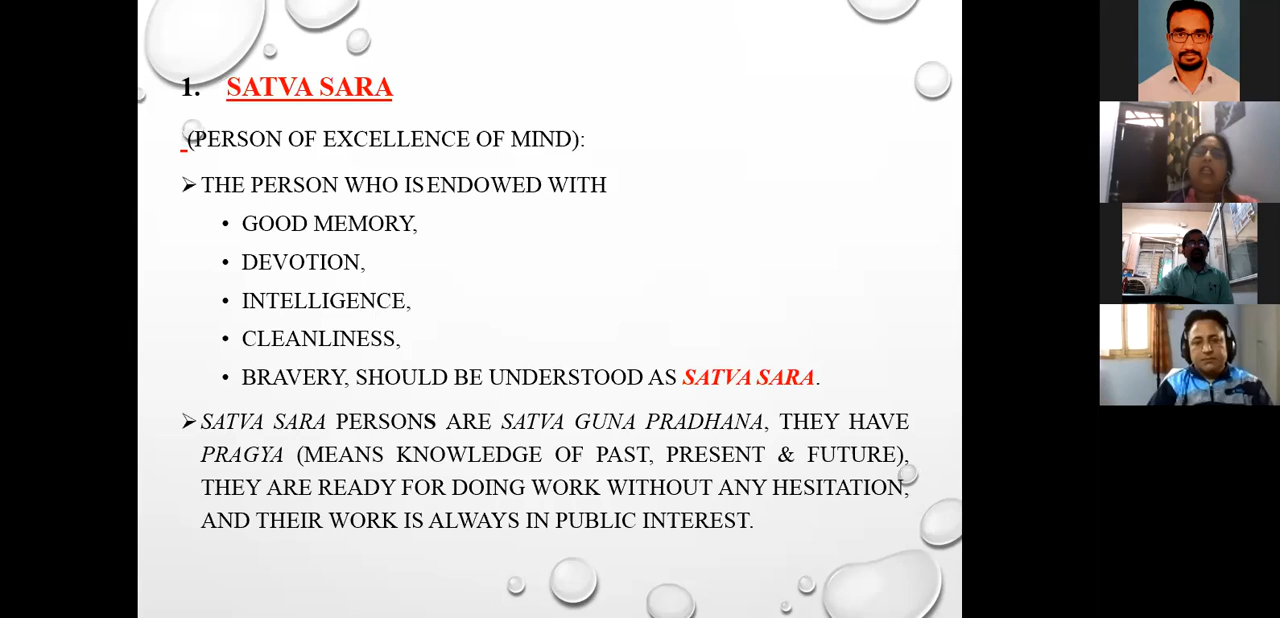 1. SATVA SARA
(PERSON OF EXCELLENCE OF MIND):
➢ THE PERSON WHO IS ENDOWED WITH
• GOOD MEMORY,
• DEVOTION,
• INTELLIGENCE,
• CLEANLINESS,
• BRAVERY, SHOULD BE UNDERSTOOD AS SATVA SARA.
➢ SATVA SARA PERSONS ARE SATVA GUNA PRADHANA, THEY HAVE
PRAGYA (MEANS KNOWLEDGE OF PAST, PRESENT & FUTURE),
THEY ARE READY FOR DOING WORK WITHOUT ANY HESITATION,
AND THEIR WORK IS ALWAYS IN PUBLIC INTEREST.